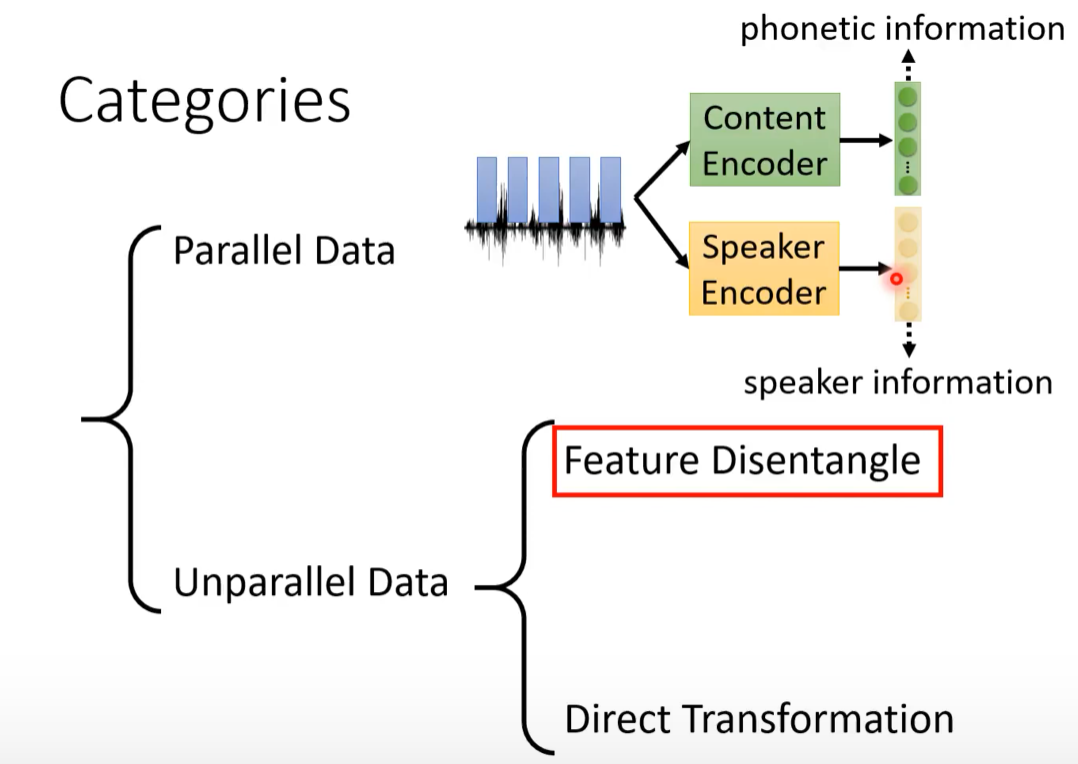 phonetic information
Categories
Content
Encoder
Parallel Data
Speaker
Encoder
speaker information
Feature Disentangle
Unparallel Data
Direct Transformation